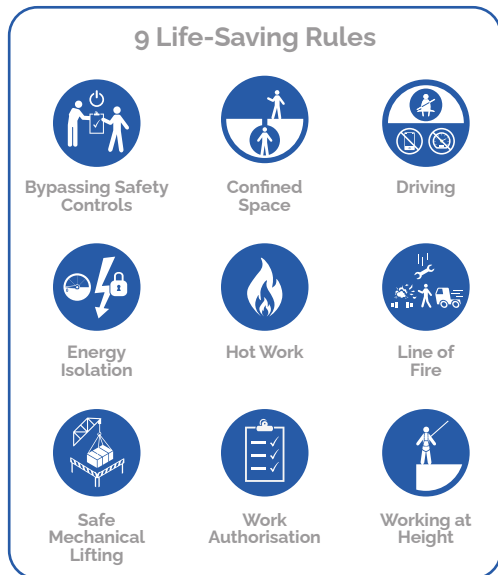 9 Life-Saving Rules
Bypassing Safety
Controls
Confined
Space
Driving
Energy
Isolation
Hot Work
Line of
Fire
Safe
Mechanical
Lifting
Work
Authorisation
Working at
Height